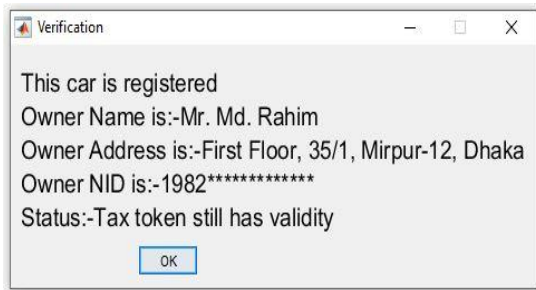 Verification
This car is registered
Owner Name is:-Mr. Md. Rahim
Owner Address is:-First Floor, 35/1, Mirpur-12, Dhaka
Owner NID is:-1982*************
Status:-Tax token still has validity
OK